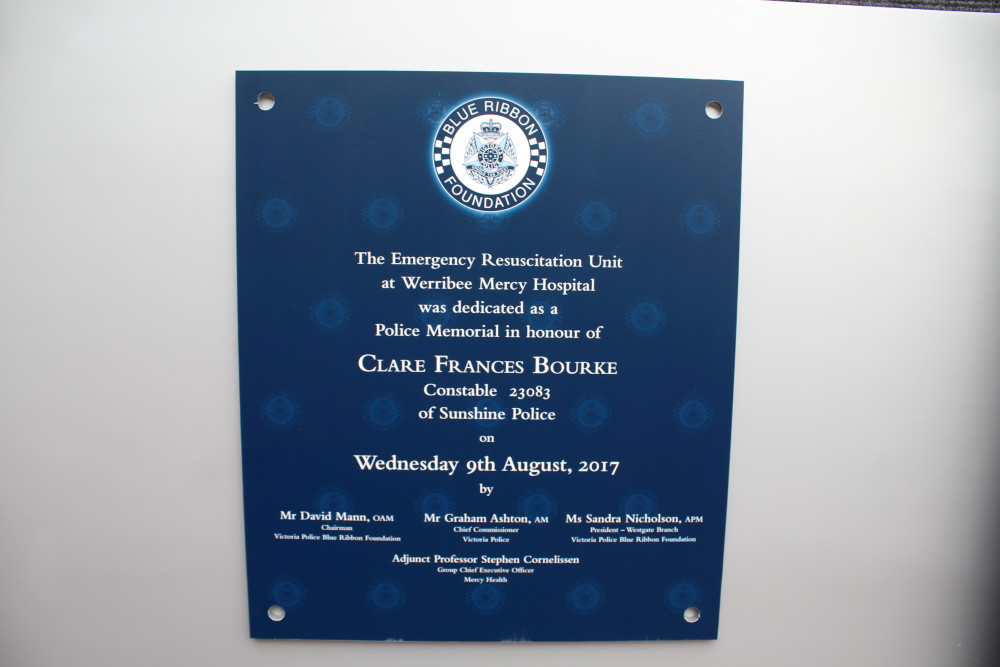 BLUE RIBBON
FOUNDATION
The Emergency Resuscitation Unit
at Werribee Mercy Hospital
was dedicated as a
Police Memorial in honour of
CLARE FRANCES BOURKE
Constable 23083
of Sunshine Police
on
Wednesday 9th August, 2017
by
Mr David Mann, OAM
Chairman
Victoria Police Blue Ribbon Foundation
Mr Graham Ashton, AM
Chief Commissioner
Victoria Police
Ms Sandra Nicholson, APM
President – Westgate Branch
Victoria Police Blue Ribbon Foundation
Adjunct Professor Stephen Cornelissen
Group Chief Executive Officer
Mercy Health